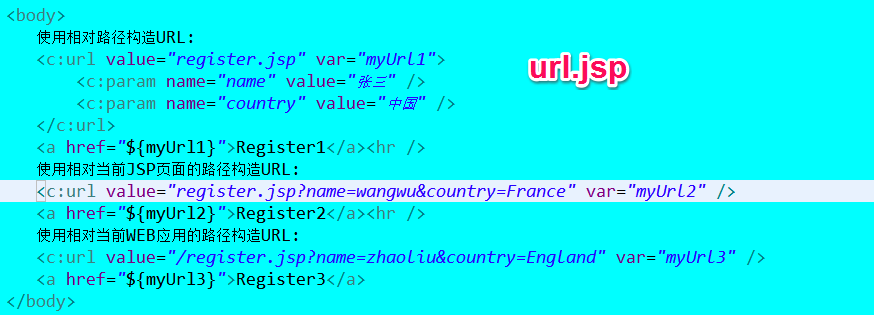 <body>
使用相对路径构造URL:
<c:url value="register.jsp" var="myUrl1">
<c:param name="name" value="张三" />
<c:param name="country" value="中国" />
</c:url>
<a href="${myUrl1}">Register1</a><hr />
使用相对当前JSP页面的路径构造URL:
<c:url value="register.jsp?name=wangwu&country=France" var="myUrl2" />
<a href="${myUrl2}">Register2</a><hr />
使用相对当前WEB应用的路径构造URL:
<c:url value="/register.jsp?name=zhaoliu&country=England" var="myUrl3" />
<a href="${myUrl3}">Register3</a>
</body>
url.jsp